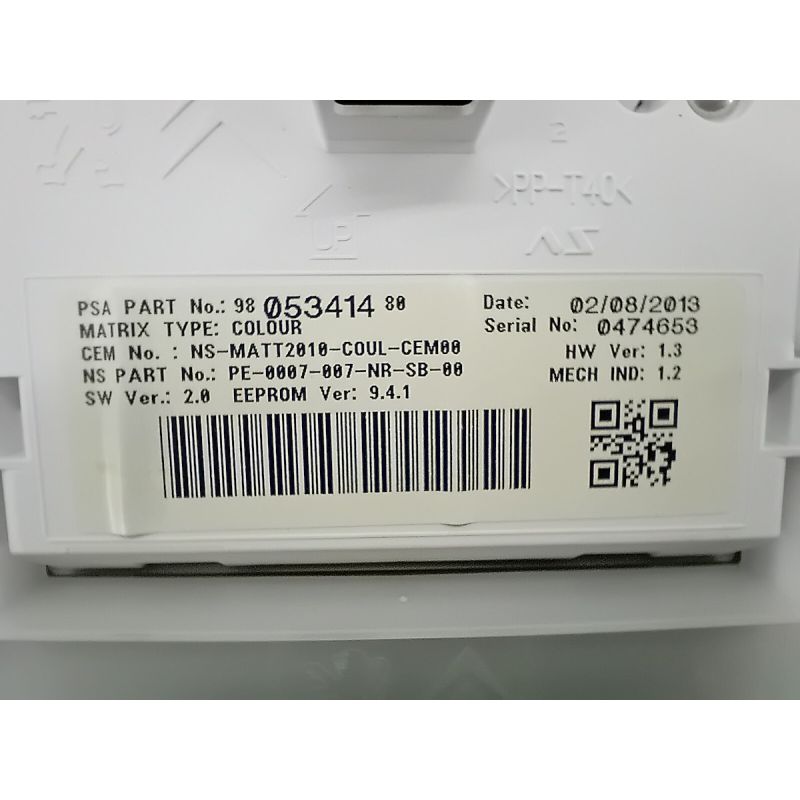 2
>PP-T40<
UP
PSA PART No.: 98 053414 80
MATRIX TYPE: COLOUR
CEM No. : NS-MATT2010-COUL-CEM00
NS PART No.: PE-0007-007-NR-SB-00
SW Ver.: 2.0 EEPROM Ver: 9.4.1
Date: 02/08/2013
Serial No: 0474653
HW Ver: 1.3
MECH IND: 1.2